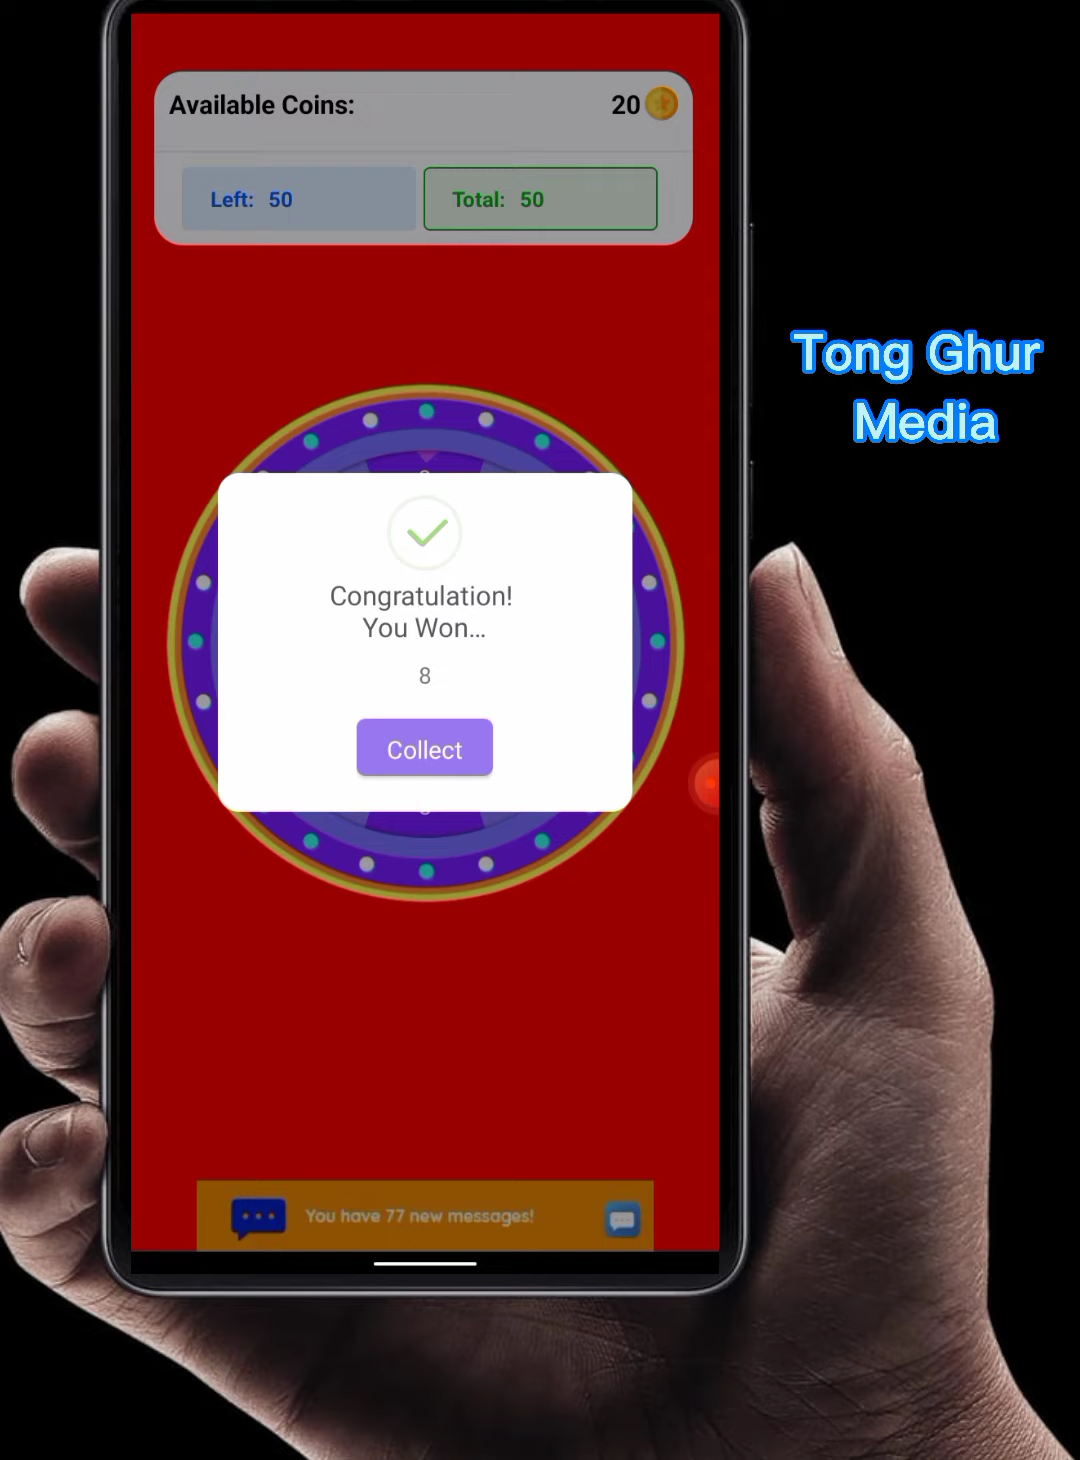 Available Coins:
20
Left: 50
Total: 50
Tong Ghur
Media
Congratulation!
You Won...
8
Collect
You have 77 new messages!